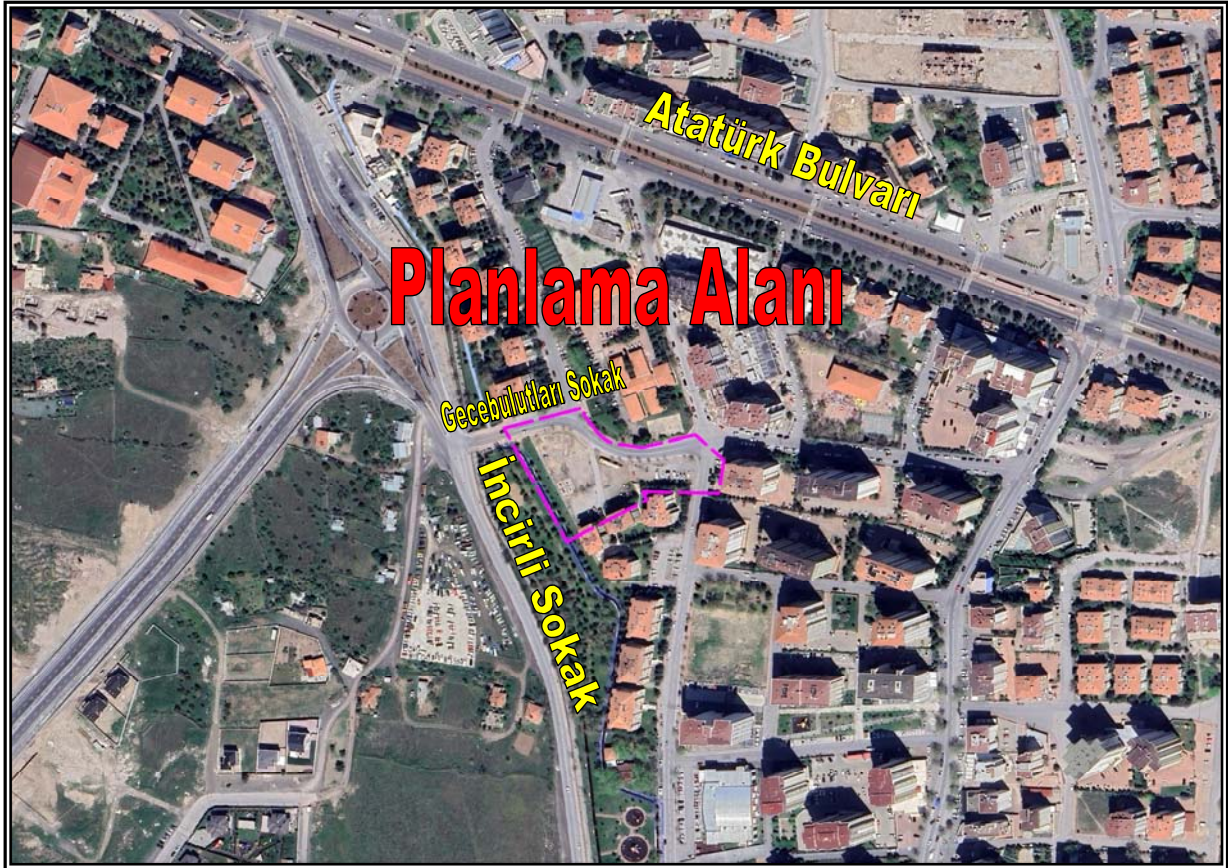 Atatürk Bulvarı
Planlama Alanı
Gecebulutları Sokak
İncirli Sokak